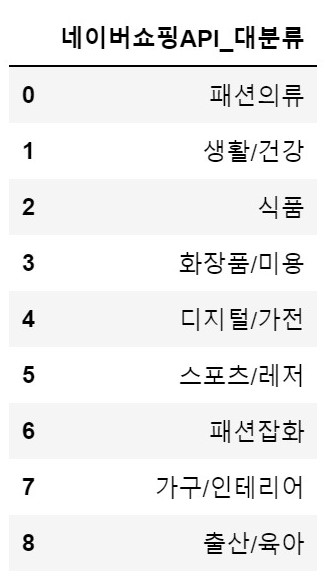 네이버쇼핑API_대분류
0 패션의류
1 생활/건강
2 식품
3 화장품/미용
4 디지털/가전
5 스포츠/레저
6 패션잡화
7 가구/인테리어
8 출산/육아